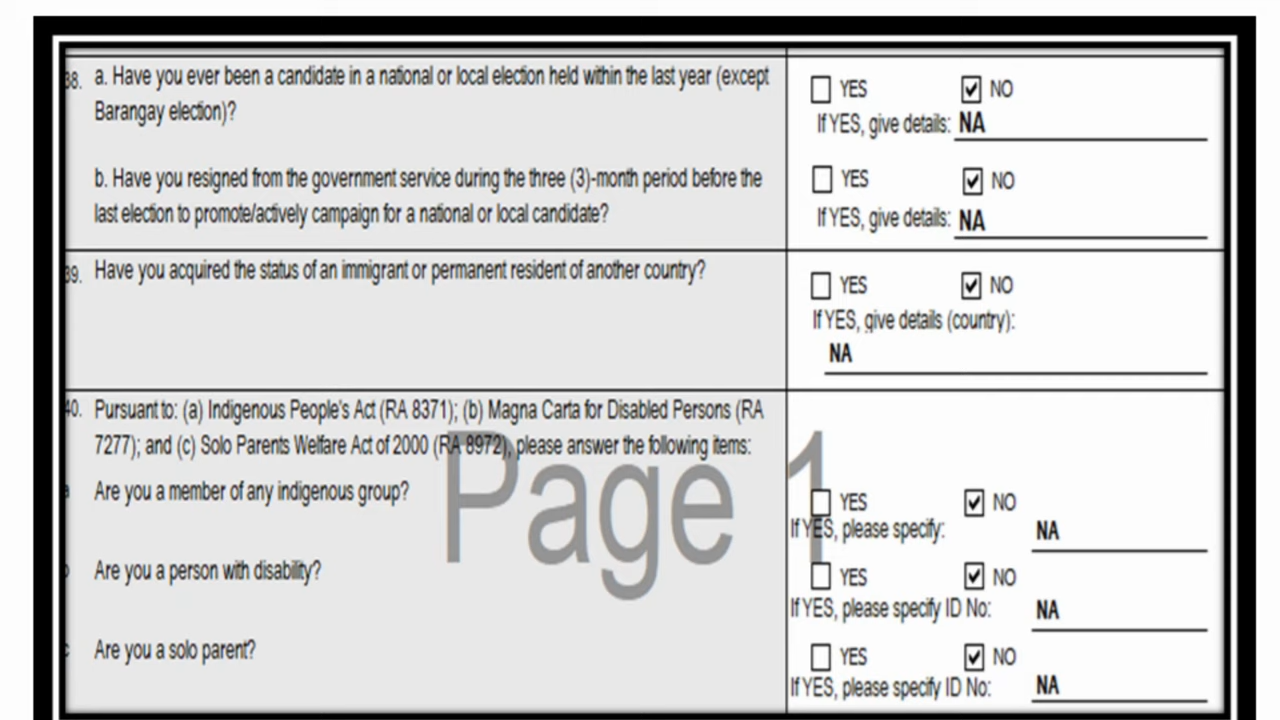 38. a. Have you ever been a candidate in a national or local election held within the last year (except
Barangay election)?
YES NO
If YES, give details: NA
b. Have you resigned from the government service during the three (3)-month period before the
last election to promote/actively campaign for a national or local candidate?
YES NO
If YES, give details: NA
39. Have you acquired the status of an immigrant or permanent resident of another country?
YES NO
If YES, give details (country):
NA
40. Pursuant to: (a) Indigenous People's Act (RA 8371); (b) Magna Carta for Disabled Persons (RA
7277); and (c) Solo Parents Welfare Act of 2000 (RA 8972), please answer the following items:
Page 1
Are you a member of any indigenous group?
YES NO
If YES, please specify: NA
Are you a person with disability?
YES NO
If YES, please specify ID No: NA
c Are you a solo parent?
YES NO
If YES, please specify ID No: NA